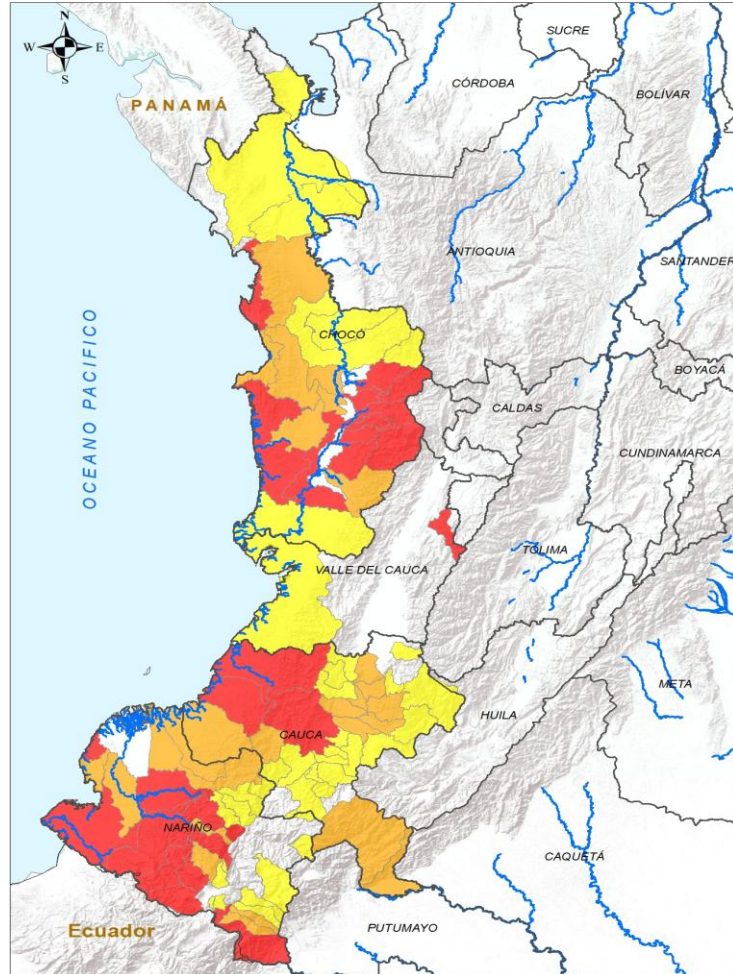 N
W E
S
SUCRE
CÓRDOBA
BOLÍVAR
PANAMÁ
ANTIOQUIA
SANTANDER
OCEANO PACIFICO
CHOCÓ
BOYACÁ
CALDAS
CUNDINAMARCA
TOLIMA
VALLE DEL CAUCA
META
HUILA
CAUCA
NARIÑO
CAQUETÁ
Ecuador
PUTUMAYO